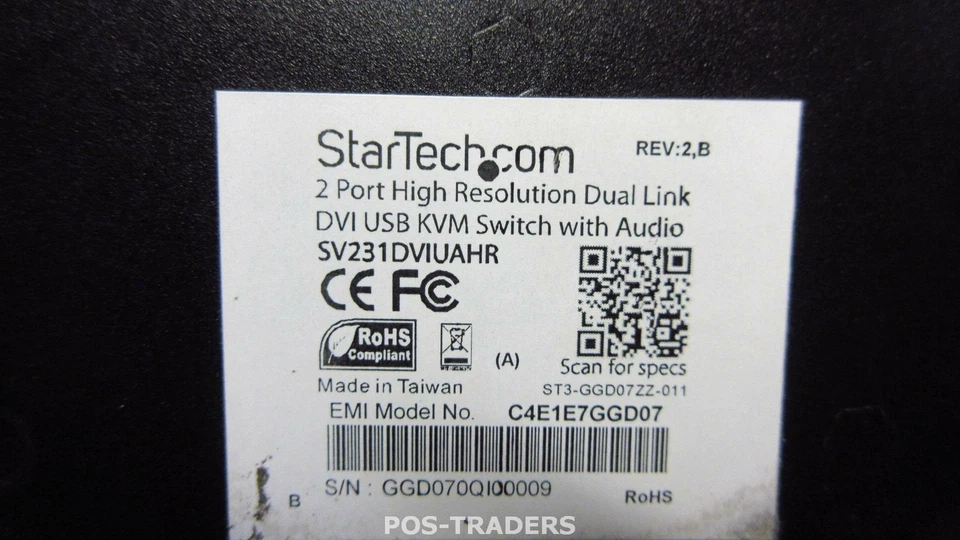 StarTech.com
REV:2,B
2 Port High Resolution Dual Link
DVI USB KVM Switch with Audio
SV231DVIUAHR
CE FC
RoHS
Compliant
(A)
Scan for specs
Made in Taiwan
ST3-GGD07ZZ-011
EMI Model No. C4E1E7GGD07
B
S/N : GGD070QI00009
RoHS
POS-TRADERS